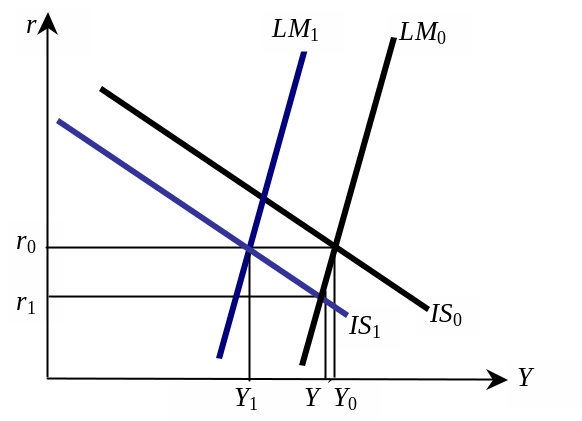 r
LM₁
LM₀
r₀
r₁
IS₀
IS₁
Y
Y₁
Y ′
Y₀